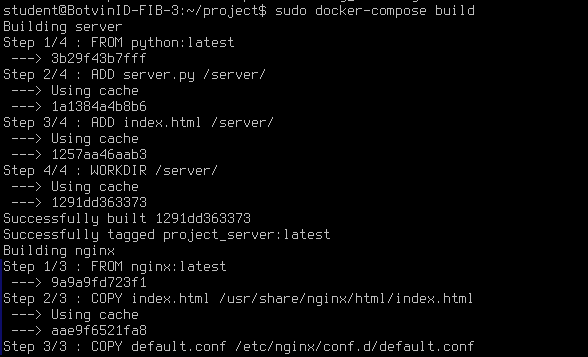 student@BotvinID-FIB-3:~/project$ sudo docker-compose build
Building server
Step 1/4 : FROM python:latest
 ---> 3b29f43b7fff
Step 2/4 : ADD server.py /server/
 ---> Using cache
 ---> 1a1384a4b8b6
Step 3/4 : ADD index.html /server/
 ---> Using cache
 ---> 1257aa46aab3
Step 4/4 : WORKDIR /server/
 ---> Using cache
 ---> 1291dd363373
Successfully built 1291dd363373
Successfully tagged project_server:latest
Building nginx
Step 1/3 : FROM nginx:latest
 ---> 9a9a9fd723f1
Step 2/3 : COPY index.html /usr/share/nginx/html/index.html
 ---> Using cache
 ---> aae9f6521fa8
Step 3/3 : COPY default.conf /etc/nginx/conf.d/default.conf